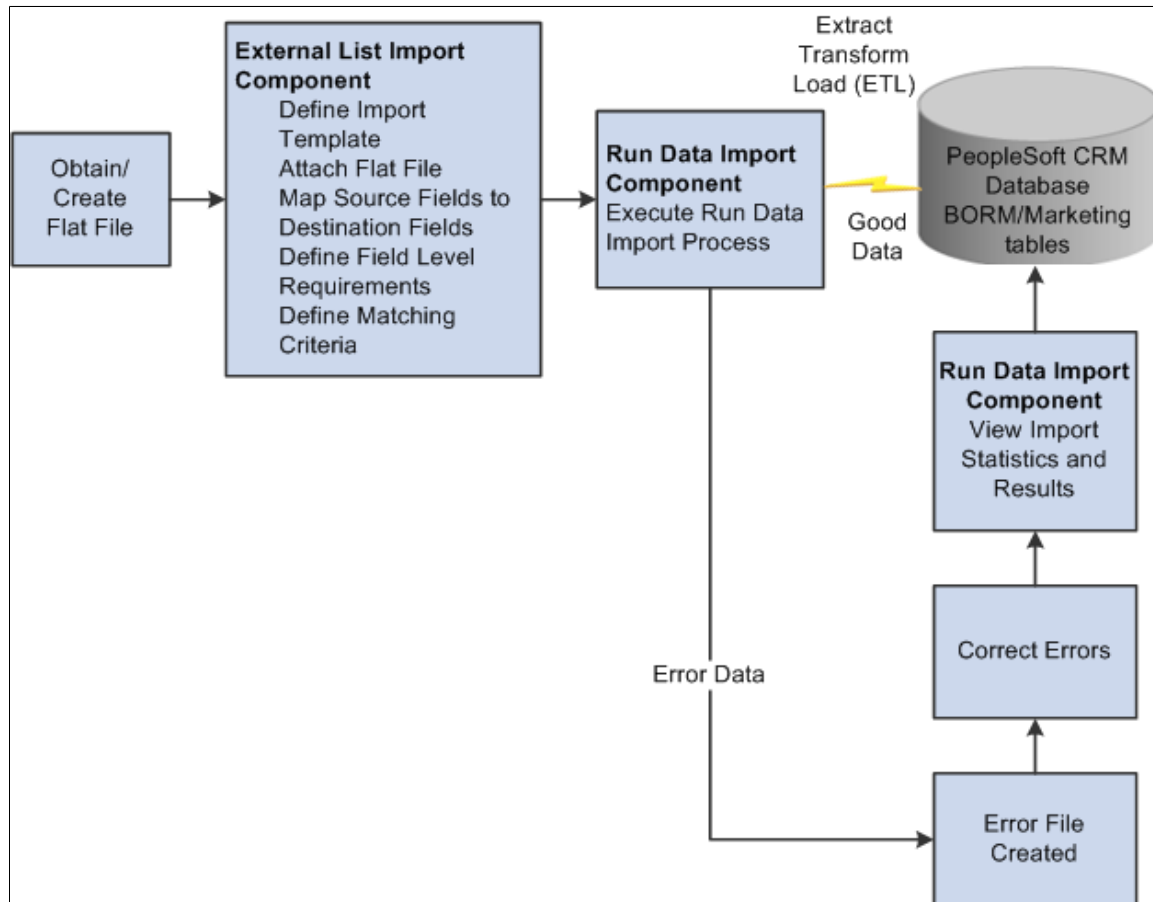 Obtain/
Create
Flat File
External List Import
Component
Define Import
Template
Attach Flat File
Map Source Fields to
Destination Fields
Define Field Level
Requirements
Define Matching
Criteria
Run Data Import
Component
Execute Run Data
Import Process
Extract
Transform
Load (ETL)
Good
Data
PeopleSoft CRM
Database
BORM/Marketing
tables
Run Data Import
Component
View Import
Statistics and
Results
Correct Errors
Error Data
Error File
Created